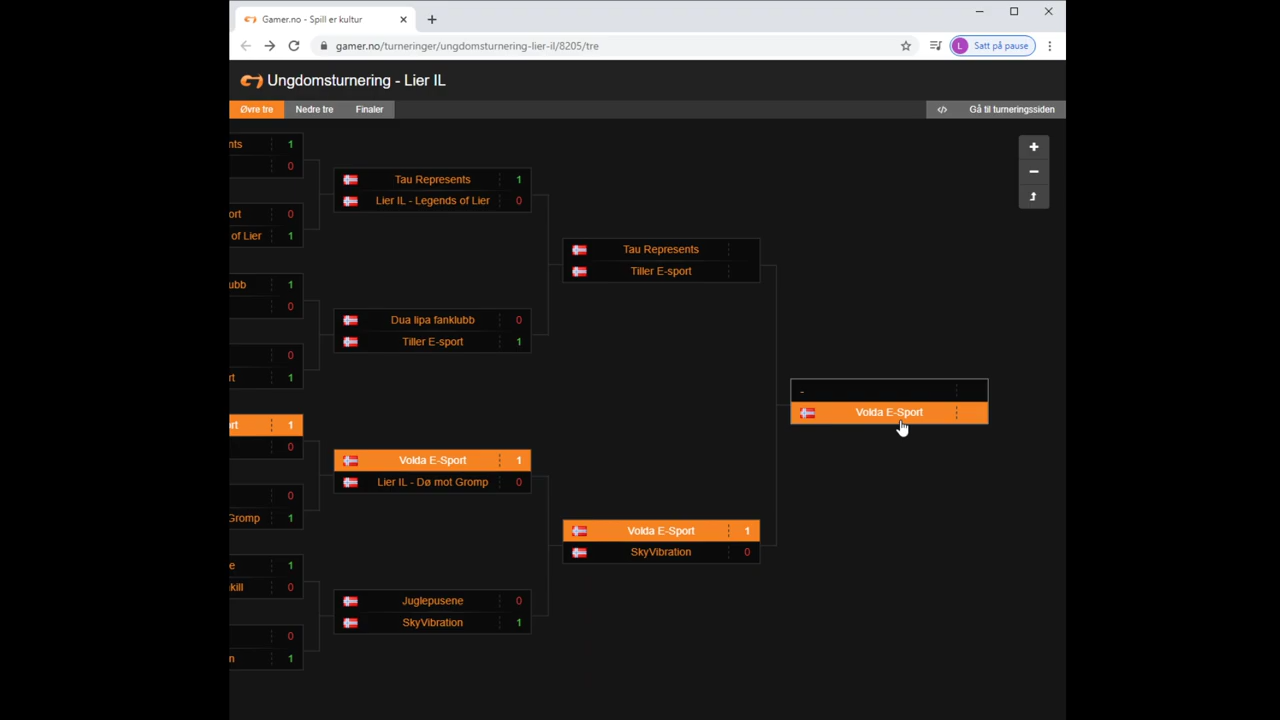 Gamer.no - Spill er kultur
gamer.no/turneringer/ungdomsturnering-lier-il/8205/tre
L Satt på pause
Ungdomsturnering - Lier IL
Øvre tre Nedre tre Finaler
Gå til turneringssiden
nts 1
0
ort 0
of Lier 1
ubb 1
0
0
rt 1
rt 1
0
0
Gromp 1
e 1
kill 0
0
n 1
Tau Represents 1
Lier IL - Legends of Lier 0
Dua lipa fanklubb 0
Tiller E-sport 1
Volda E-Sport 1
Lier IL - Dø mot Gromp 0
Juglepusene 0
SkyVibration 1
Tau Represents
Tiller E-sport
Volda E-Sport 1
SkyVibration 0
-
Volda E-Sport